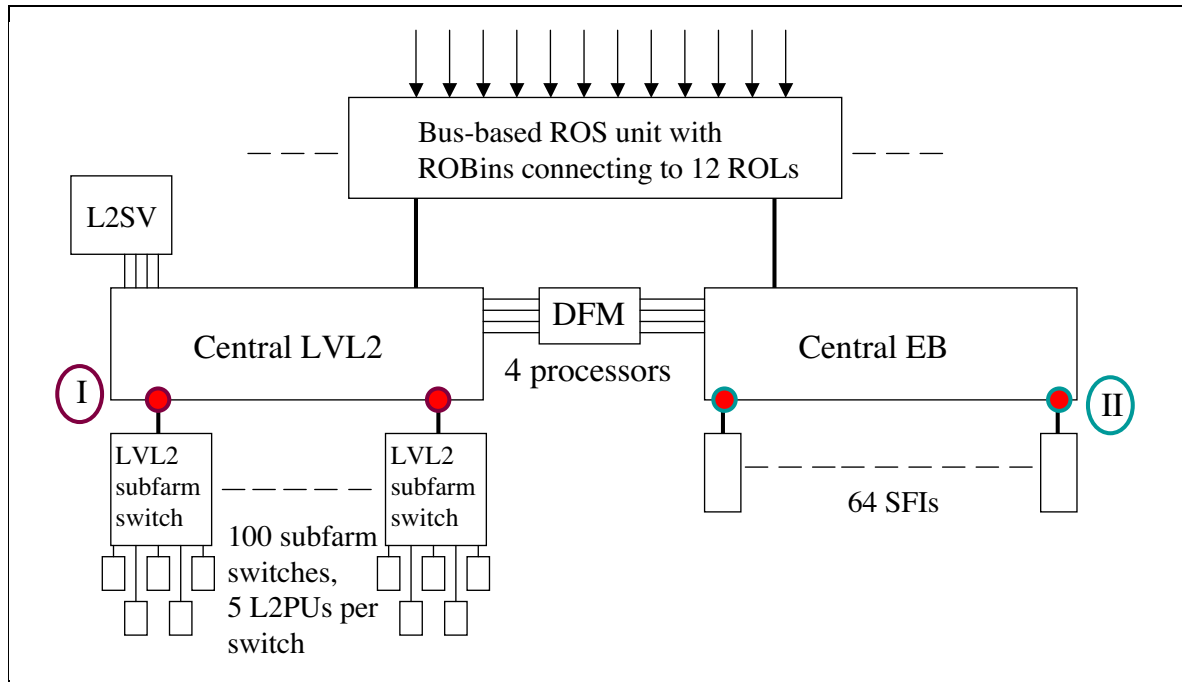 Bus-based ROS unit with
ROBins connecting to 12 ROLs
L2SV
Central LVL2
DFM
4 processors
Central EB
I
II
LVL2
subfarm
switch
LVL2
subfarm
switch
100 subfarm
switches,
5 L2PUs per
switch
64 SFIs